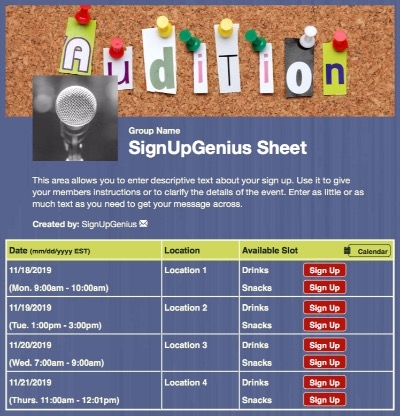 Audition
Group Name
SignUpGenius Sheet
This area allows you to enter descriptive text about your sign up. Use it to give
your members instructions or to clarify the details of the event. Enter as little or as
much text as you need to get your message across.
Created by: SignUpGenius
Date (mm/dd/yyyy EST) Location Available Slot Calendar
11/18/2019 Location 1 Drinks Sign Up
(Mon. 9:00am - 10:00am) Snacks Sign Up
11/19/2019 Location 2 Drinks Sign Up
(Tue. 1:00pm - 3:00pm) Snacks Sign Up
11/20/2019 Location 3 Drinks Sign Up
(Wed. 7:00am - 9:00am) Snacks Sign Up
11/21/2019 Location 4 Drinks Sign Up
(Thurs. 11:00am - 12:01pm) Snacks Sign Up